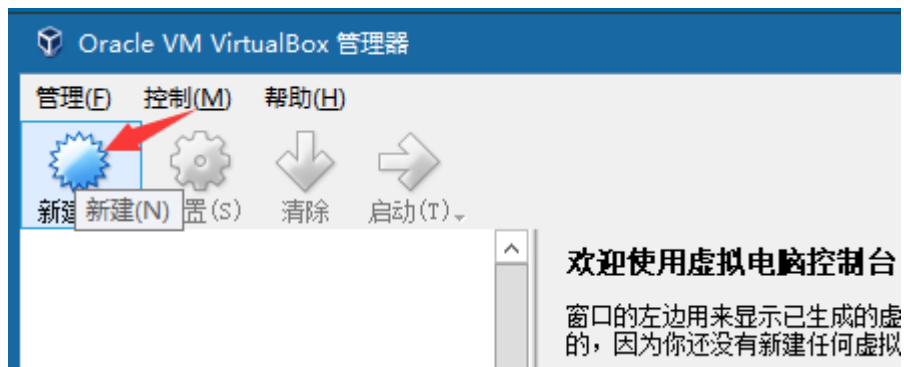 Oracle VM VirtualBox 管理器
管理(F) 控制(M) 帮助(H)
新建(N) 置(S) 清除 启动(T)
欢迎使用虚拟电脑控制台
窗口的左边用来显示已生成的虚
的，因为你还没有新建任何虚拟